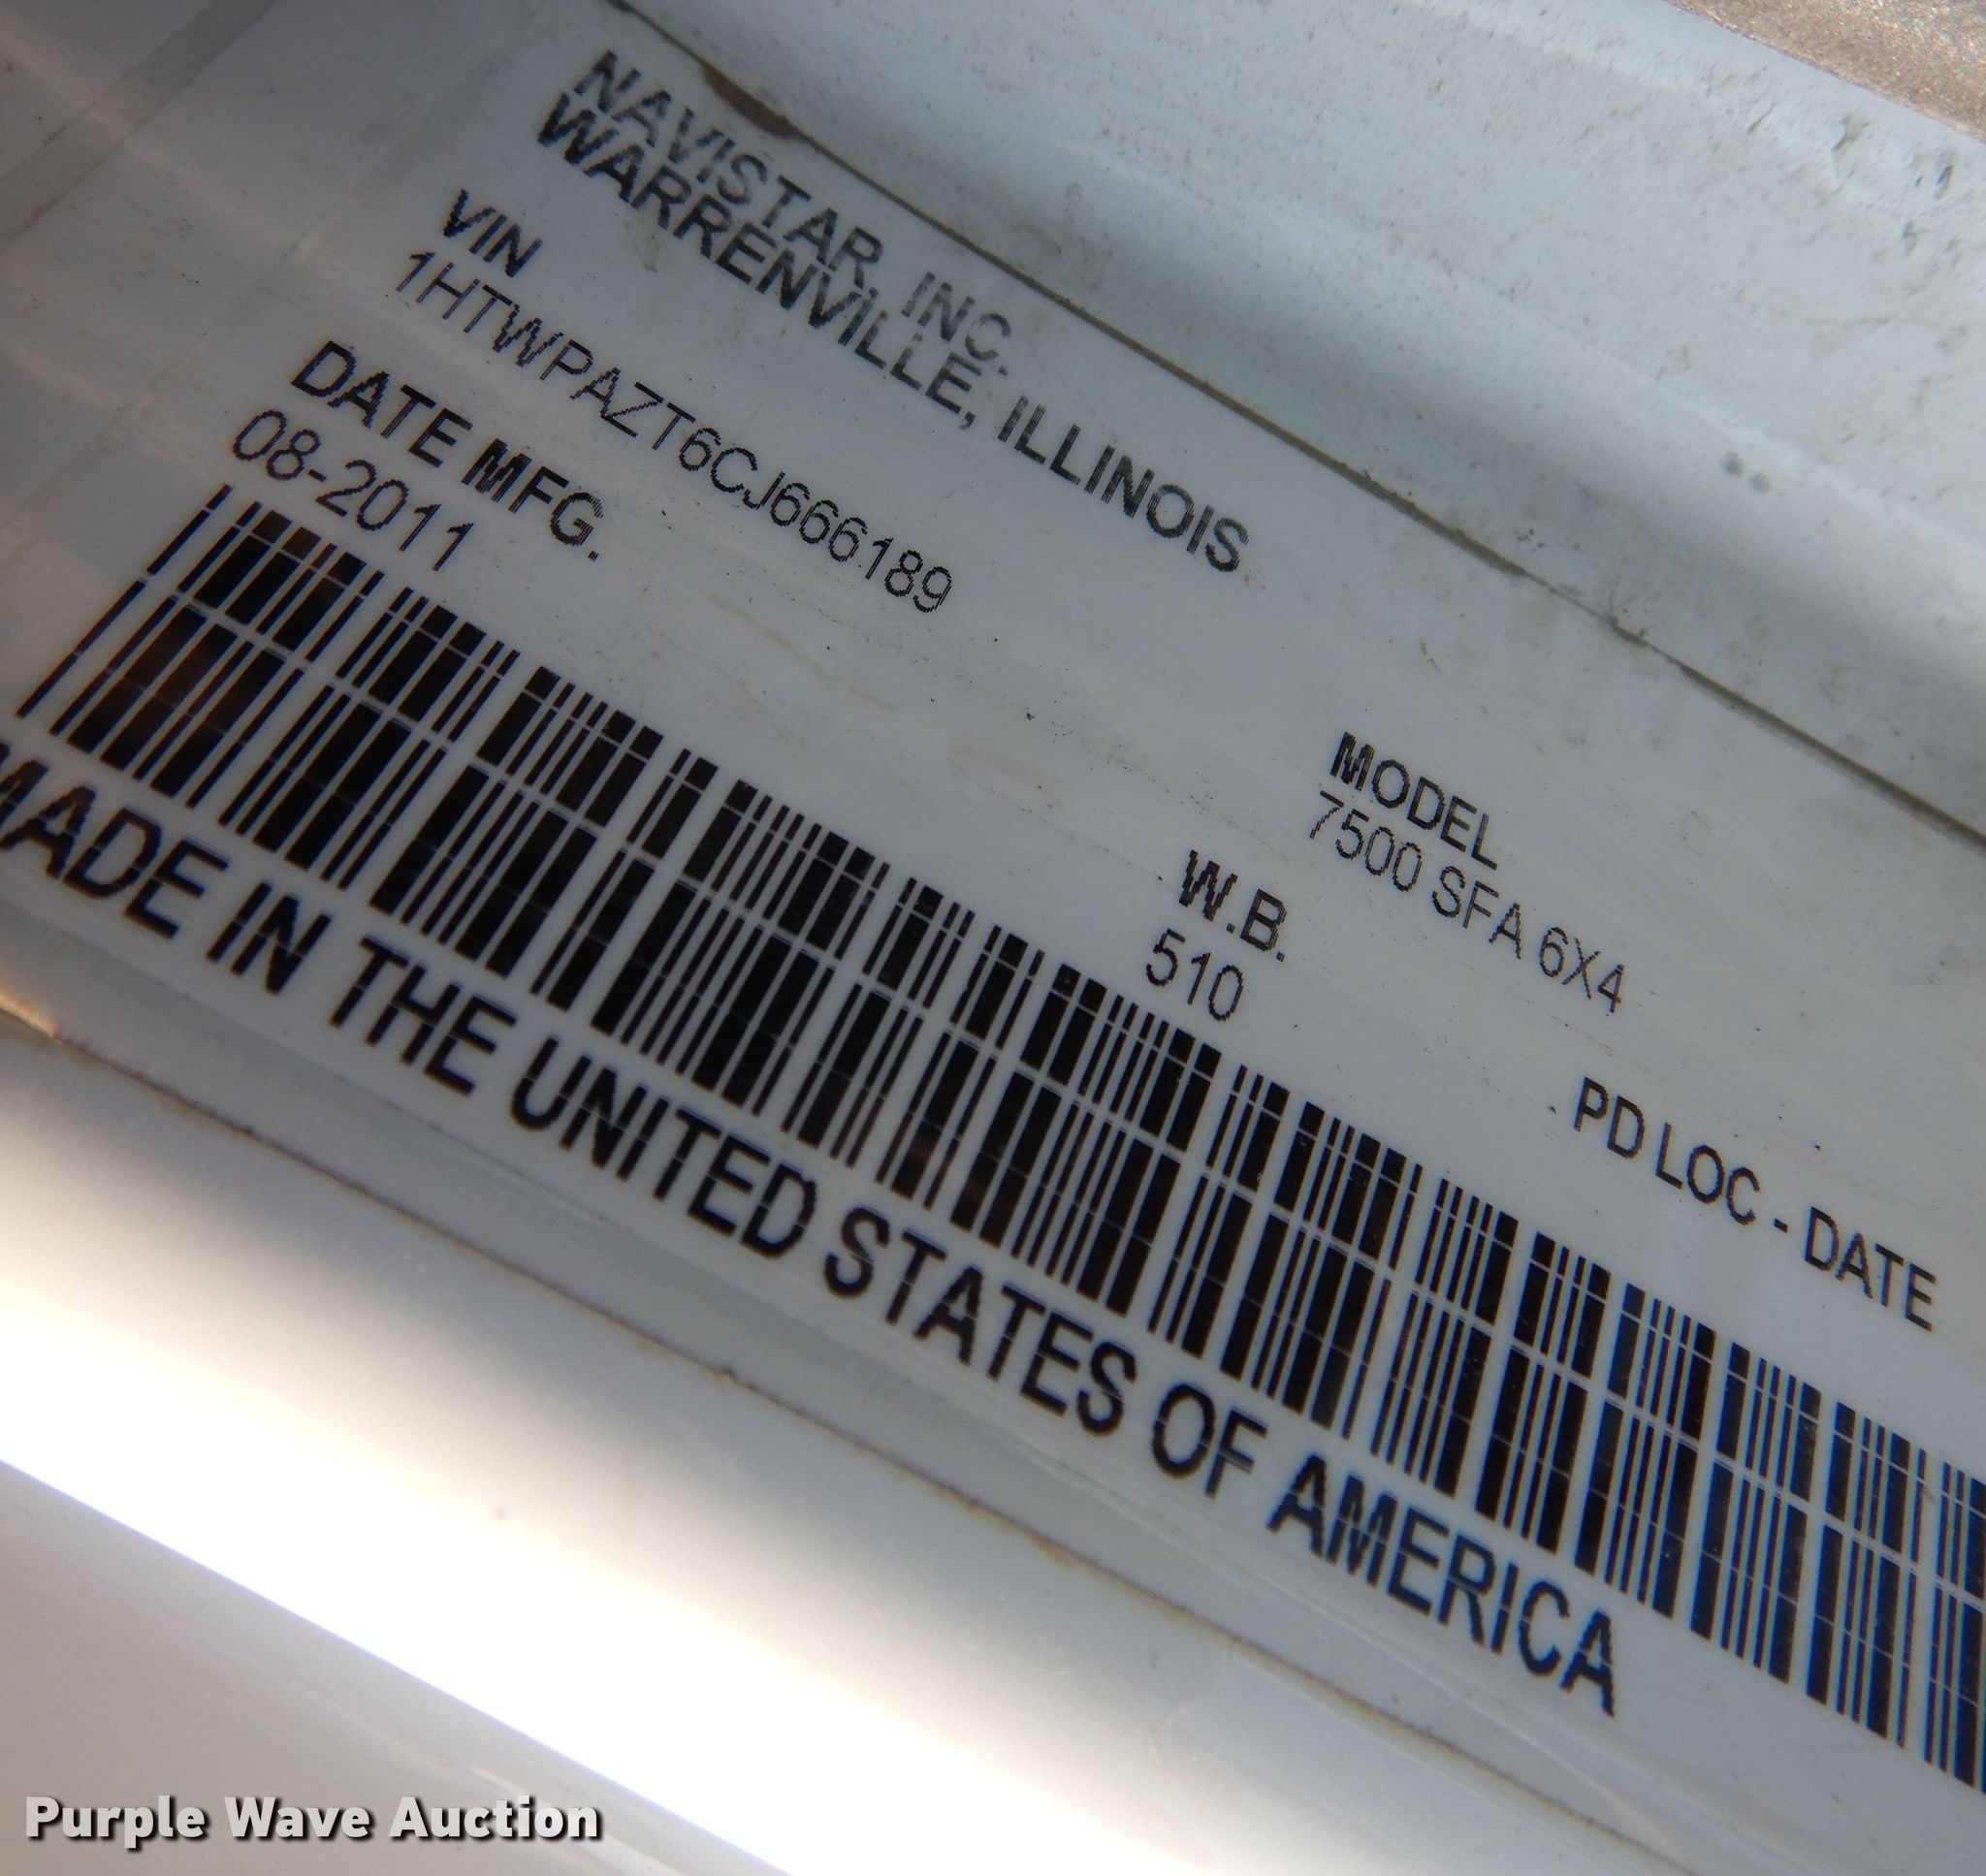 NAVISTAR, INC.
WARRENVILLE, ILLINOIS
VIN
1HTWPAZT6CJ666189
MODEL
7500 SFA 6X4
DATE MFG.
08-2011
W.B.
510
PD LOC - DATE
MADE IN THE UNITED STATES OF AMERICA
Purple Wave Auction